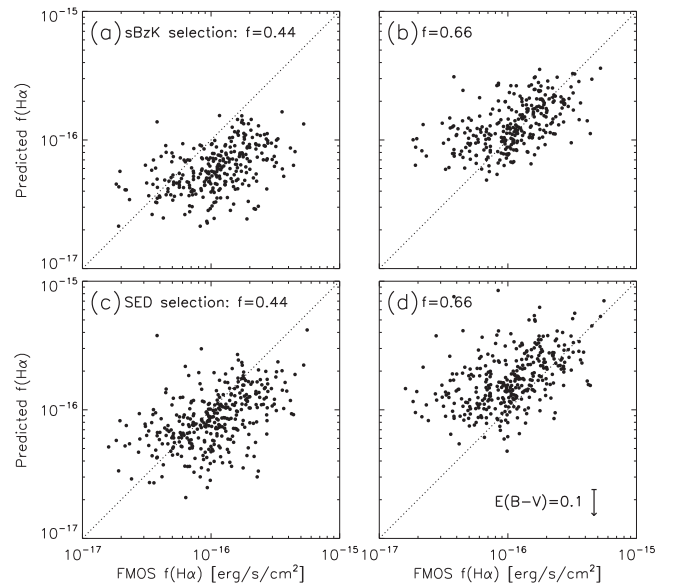 10⁻¹⁵
(a) sBzK selection: f=0.44
(b) f=0.66
Predicted f(Hα)
10⁻¹⁶
10⁻¹⁷
10⁻¹⁵
(c) SED selection: f=0.44
(d) f=0.66
Predicted f(Hα)
10⁻¹⁶
E(B−V)=0.1
10⁻¹⁷
10⁻¹⁷ 10⁻¹⁶ 10⁻¹⁵ 10⁻¹⁶ 10⁻¹⁵
FMOS f(Hα) [erg/s/cm²] FMOS f(Hα) [erg/s/cm²]